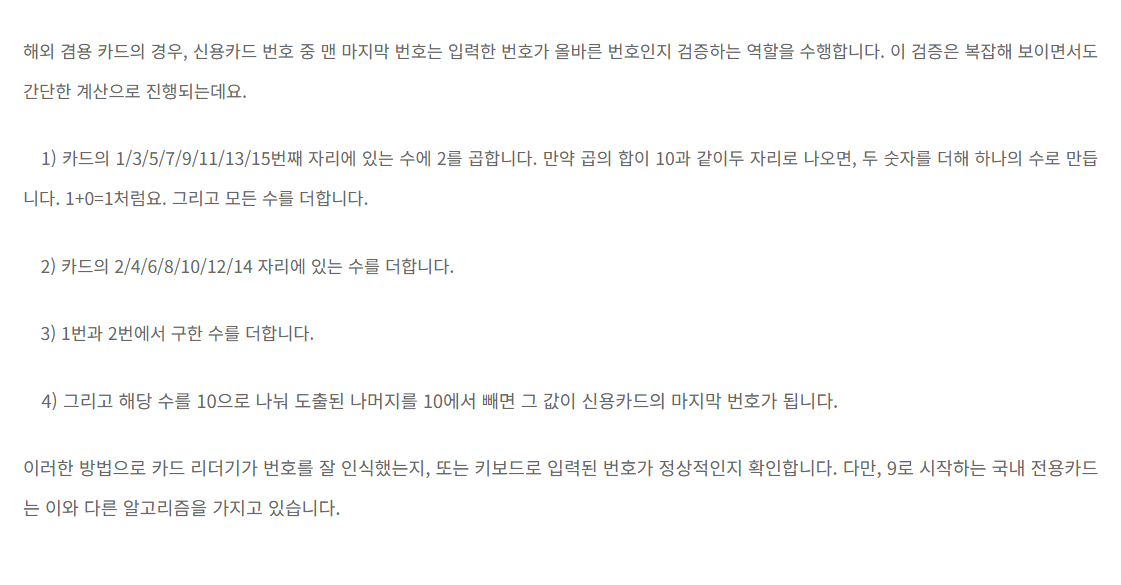 해외 겸용 카드의 경우, 신용카드 번호 중 맨 마지막 번호는 입력한 번호가 올바른 번호인지 검증하는 역할을 수행합니다. 이 검증은 복잡해 보이면서도
간단한 계산으로 진행되는데요.
1) 카드의 1/3/5/7/9/11/13/15번째 자리에 있는 수에 2를 곱합니다. 만약 곱의 합이 10과 같이두 자리로 나오면, 두 숫자를 더해 하나의 수로 만듭
니다. 1+0=1처럼요. 그리고 모든 수를 더합니다.
2) 카드의 2/4/6/8/10/12/14 자리에 있는 수를 더합니다.
3) 1번과 2번에서 구한 수를 더합니다.
4) 그리고 해당 수를 10으로 나눠 도출된 나머지를 10에서 빼면 그 값이 신용카드의 마지막 번호가 됩니다.
이러한 방법으로 카드 리더기가 번호를 잘 인식했는지, 또는 키보드로 입력된 번호가 정상적인지 확인합니다. 다만, 9로 시작하는 국내 전용카드
는 이와 다른 알고리즘을 가지고 있습니다.